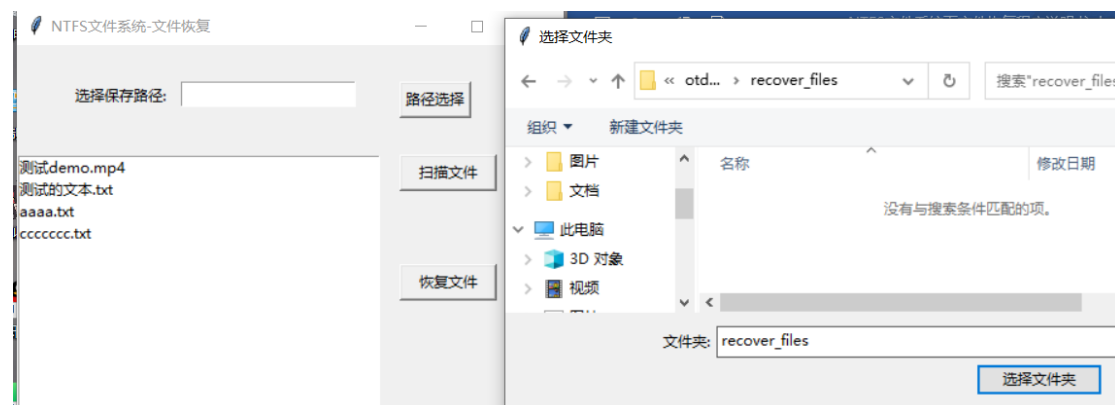 NTFS文件系统-文件恢复
选择保存路径:
路径选择
测试demo.mp4
测试的文本.txt
aaaa.txt
ccccccc.txt
扫描文件
恢复文件
选择文件夹
« otd... › recover_files
搜索"recover_files
组织
新建文件夹
图片
文档
此电脑
3D 对象
视频
名称
修改日期
没有与搜索条件匹配的项。
文件夹:
recover_files
选择文件夹